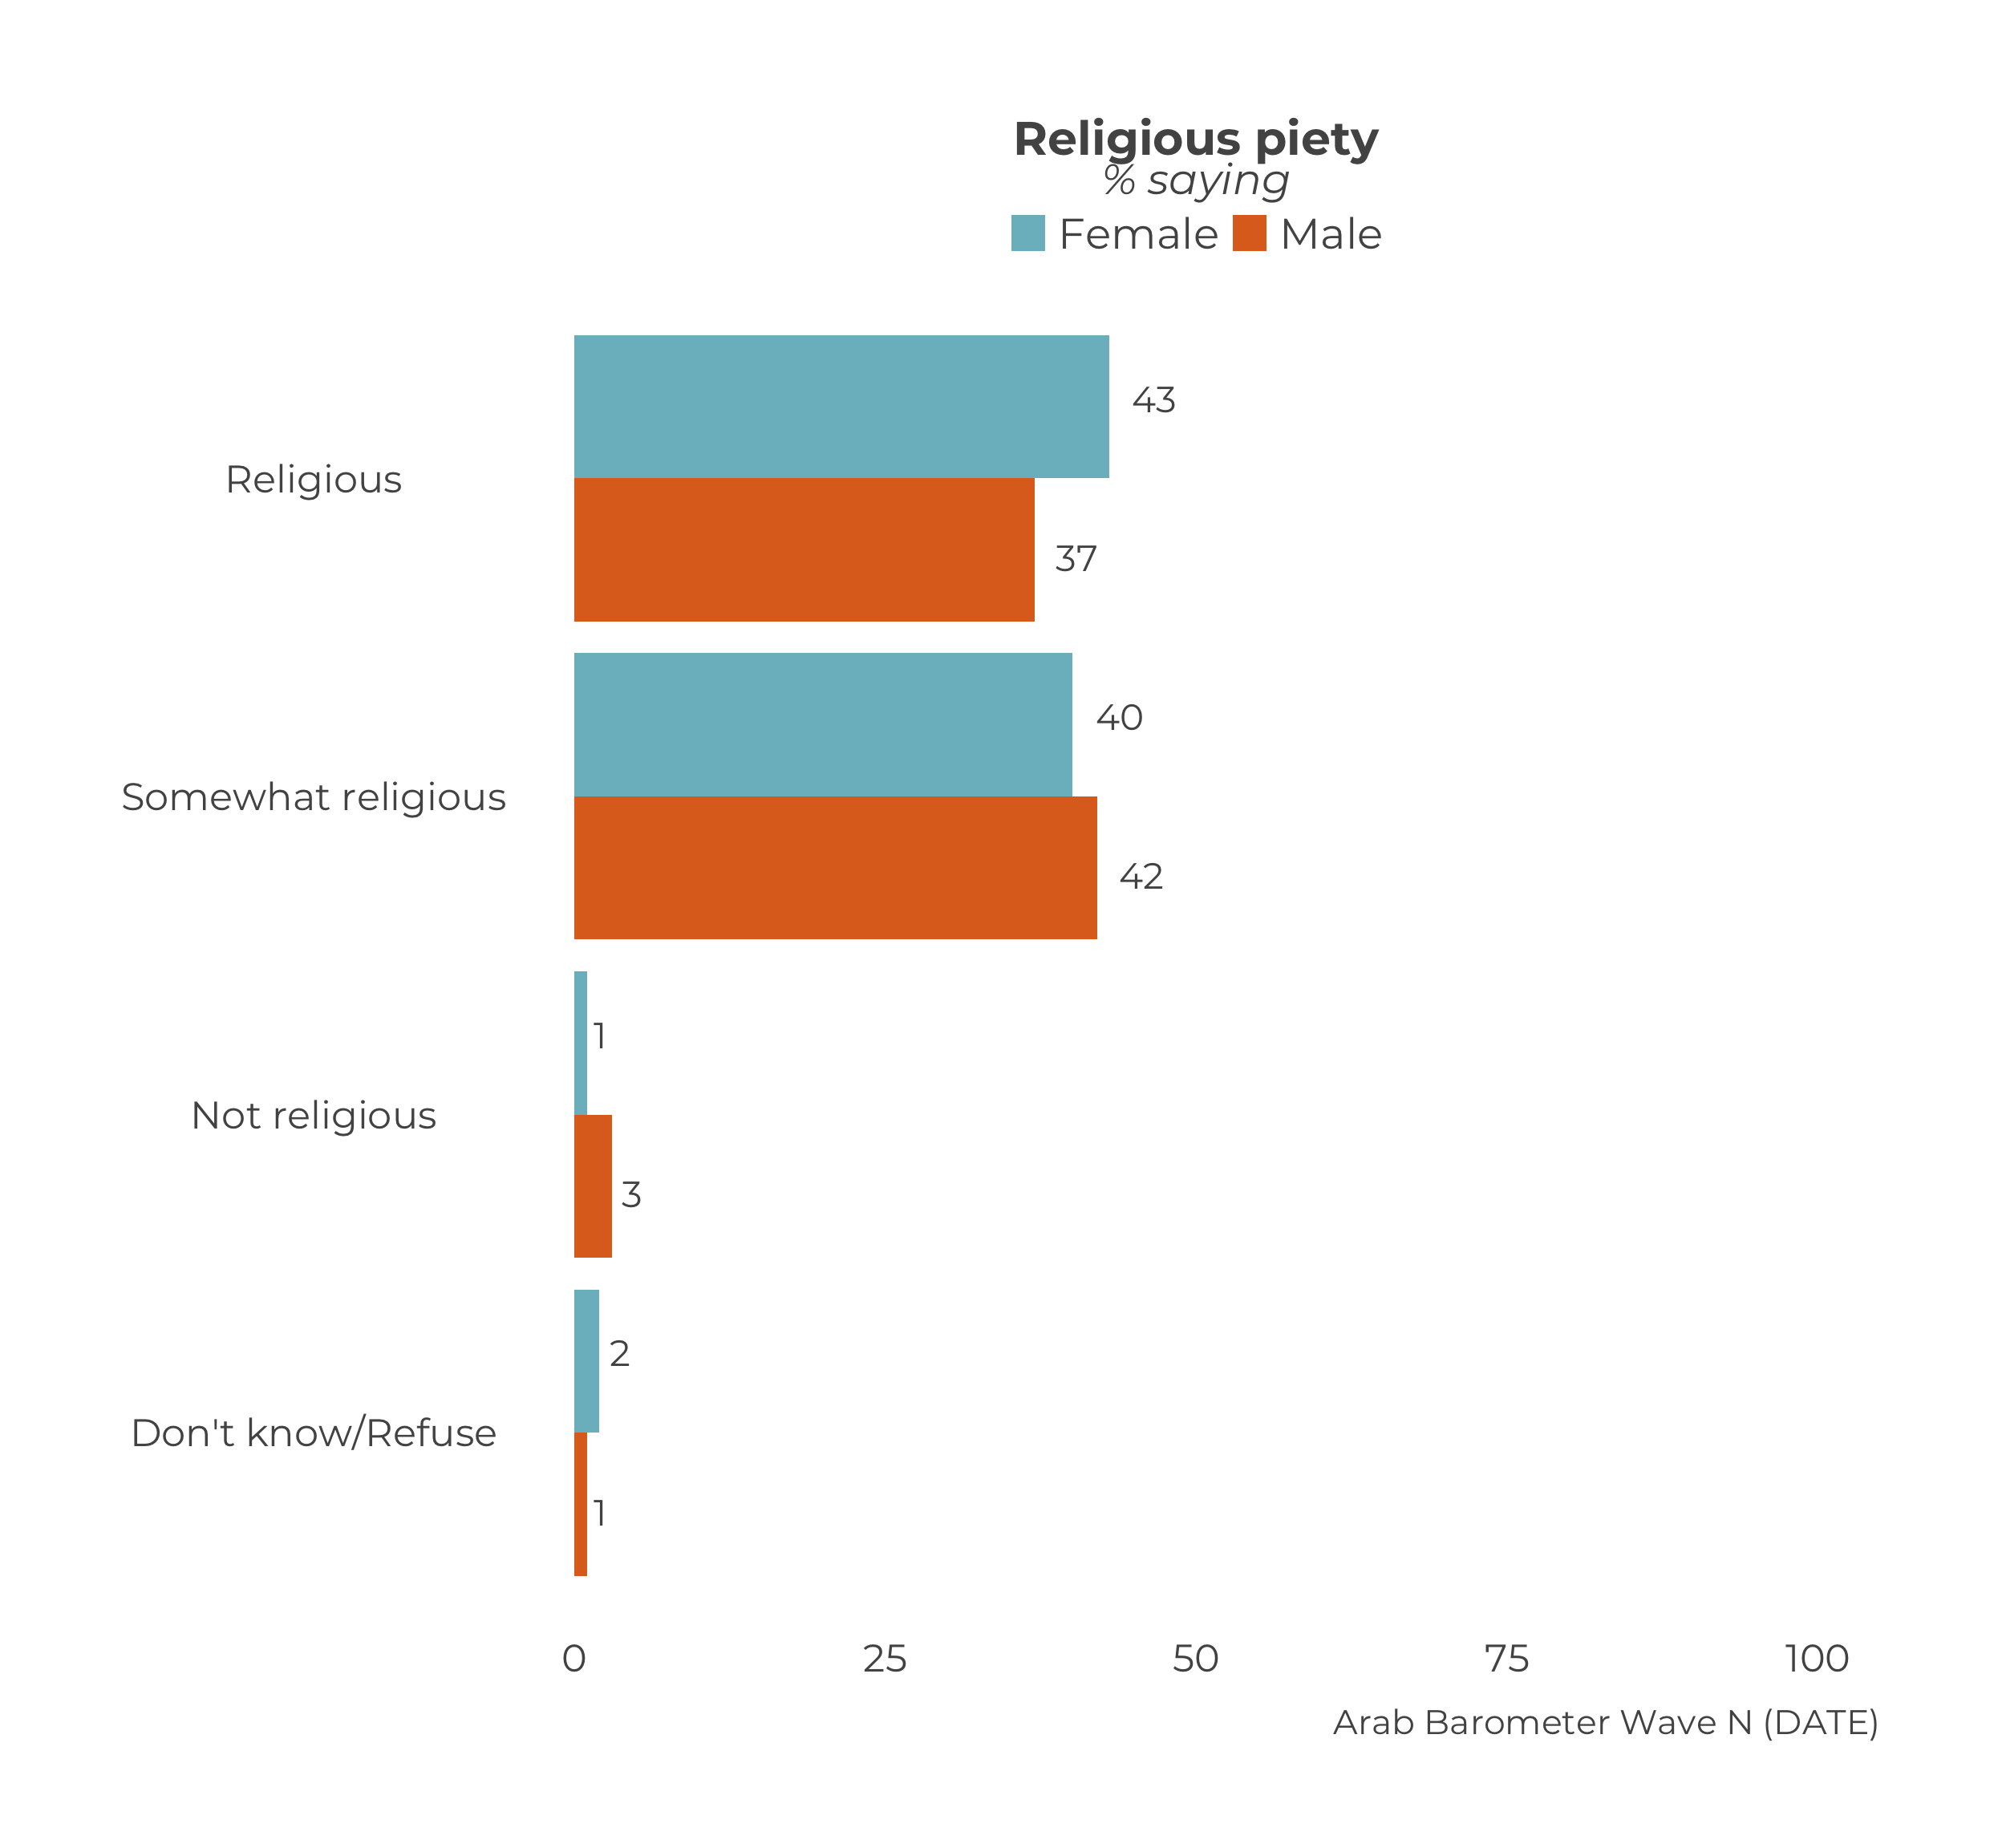 Religious piety
% saying
Female Male
Religious
43
37
Somewhat religious
40
42
Not religious
1
3
Don't know/Refuse
2
1
0 25 50 75 100
Arab Barometer Wave N (DATE)